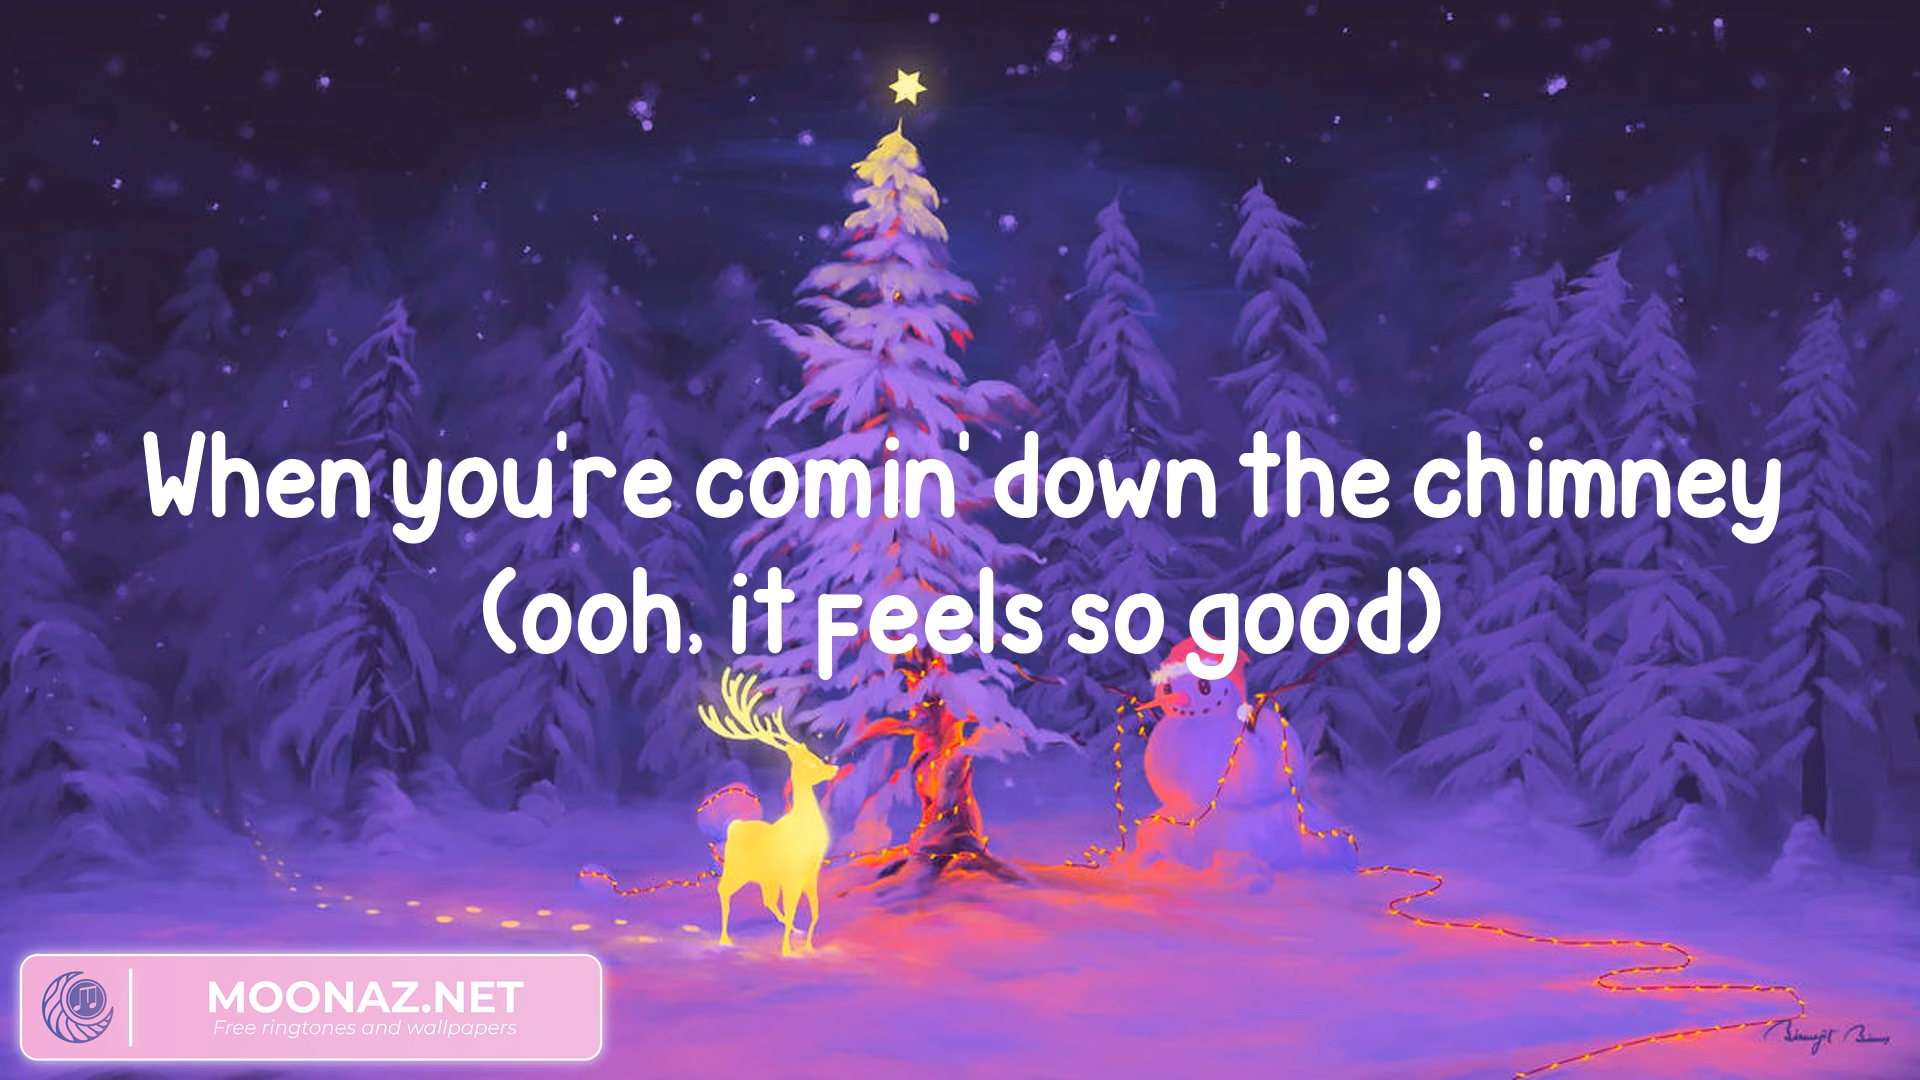 When you're comin' down the chimney
(ooh, it feels so good)
MOONAZ.NET
Free ringtones and wallpapers